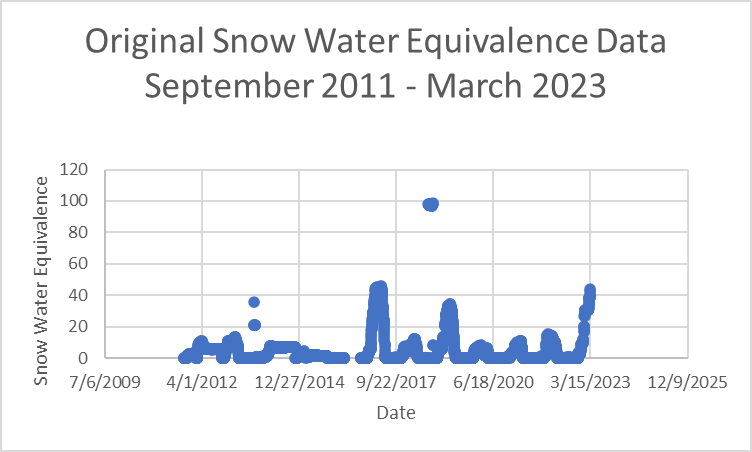 Original Snow Water Equivalence Data
September 2011 - March 2023
120
100
80
60
40
20
0
Snow Water Equivalence
7/6/2009 4/1/2012 12/27/2014 9/22/2017 6/18/2020 3/15/2023 12/9/2025
Date